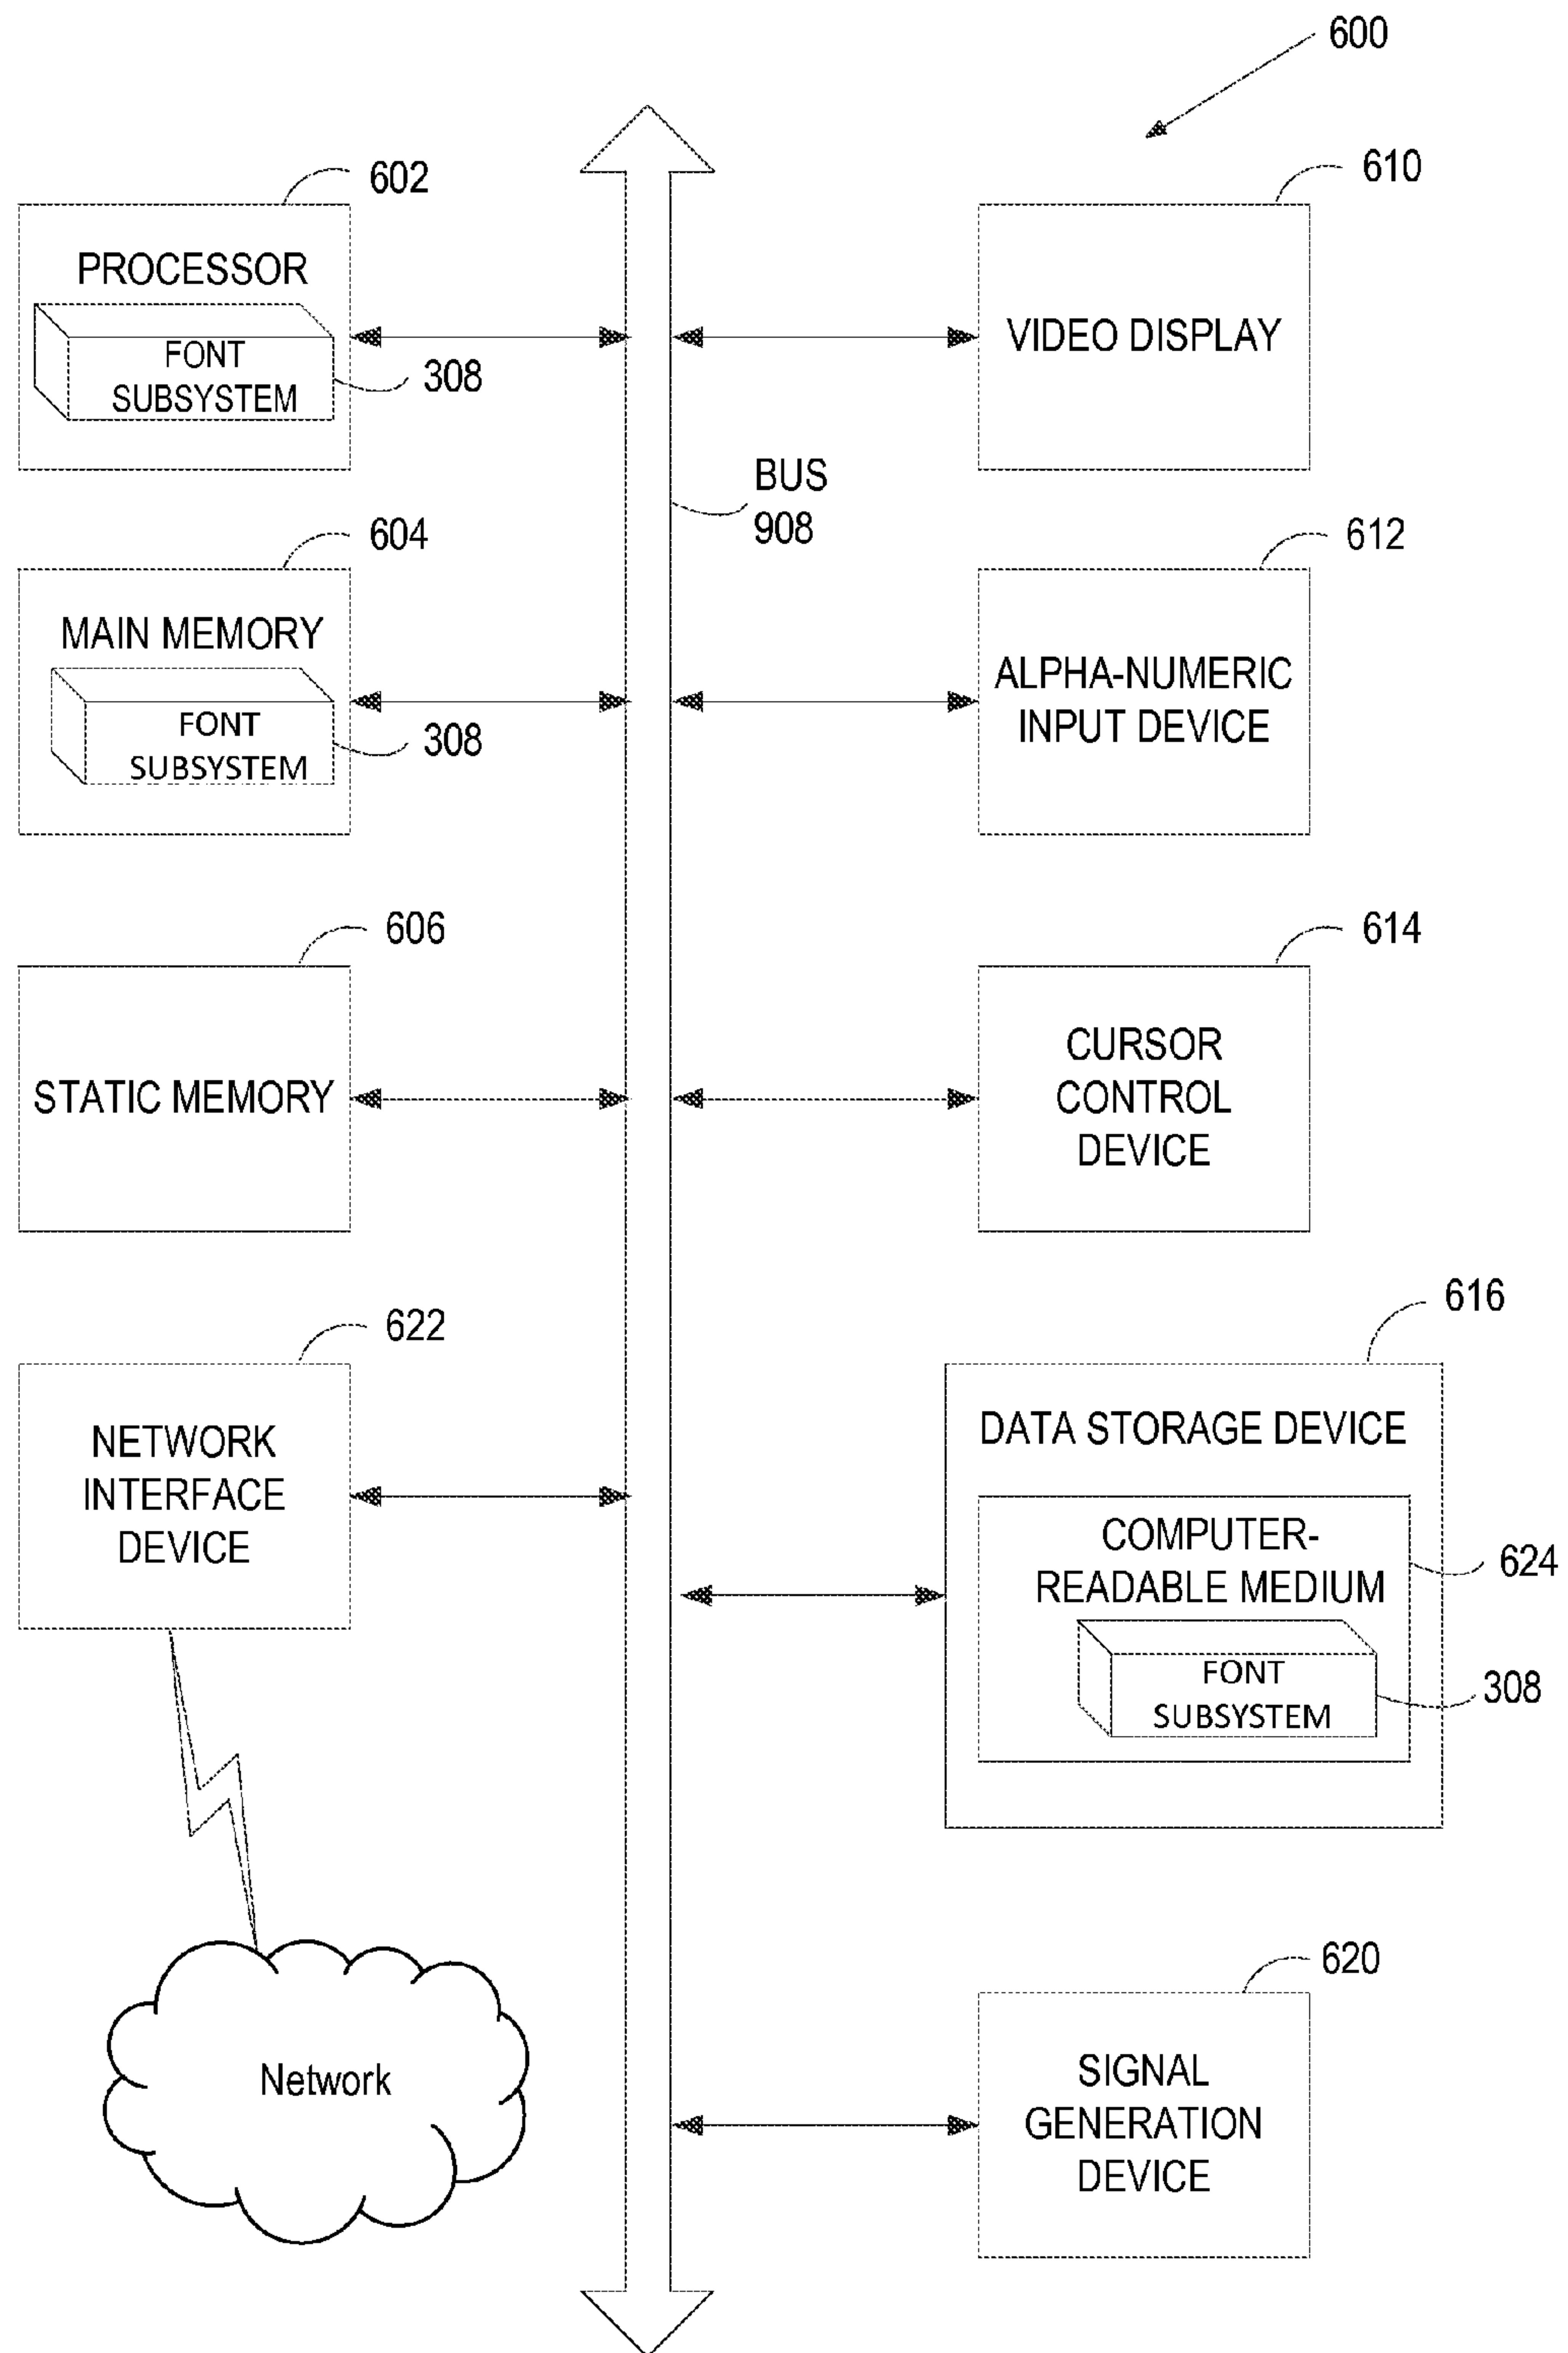 600
602
PROCESSOR
FONT
SUBSYSTEM
308
610
VIDEO DISPLAY
BUS
908
604
MAIN MEMORY
FONT
SUBSYSTEM
308
612
ALPHA-NUMERIC
INPUT DEVICE
606
STATIC MEMORY
614
CURSOR
CONTROL
DEVICE
622
NETWORK
INTERFACE
DEVICE
616
DATA STORAGE DEVICE
COMPUTER-
READABLE MEDIUM
624
FONT
SUBSYSTEM
308
Network
620
SIGNAL
GENERATION
DEVICE